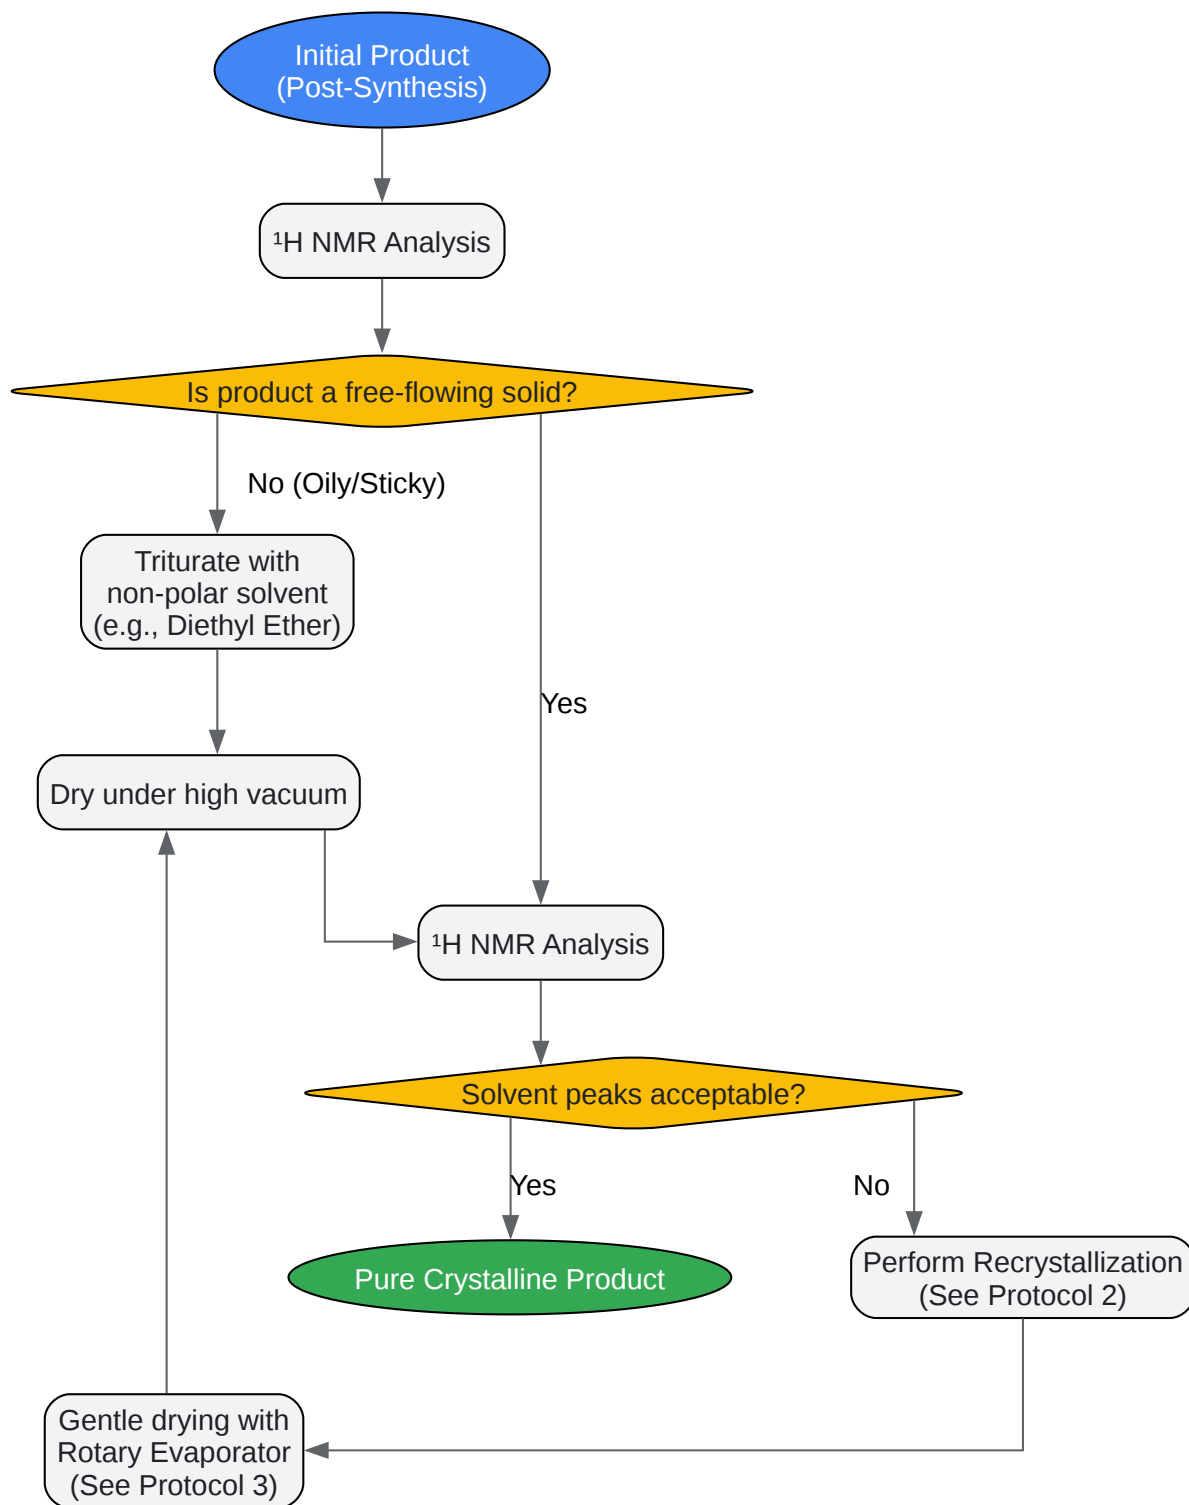 Initial Product
(Post-Synthesis)
¹H NMR Analysis
Is product a free-flowing solid?
No (Oily/Sticky)
Triturate with
non-polar solvent
(e.g., Diethyl Ether)
Yes
Dry under high vacuum
¹H NMR Analysis
Solvent peaks acceptable?
Yes
No
Pure Crystalline Product
Perform Recrystallization
(See Protocol 2)
Gentle drying with
Rotary Evaporator
(See Protocol 3)